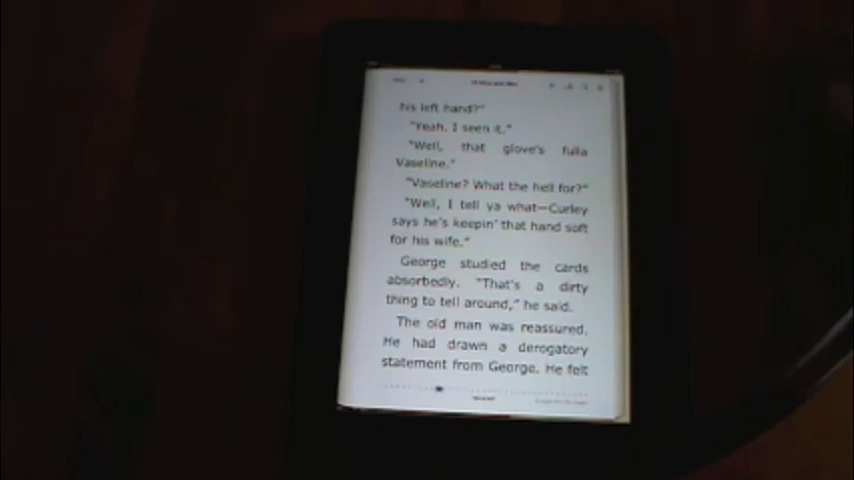 his left hand?"
"Yeah. I seen it."
"Well, that glove's fulla
Vaseline."
"Vaseline? What the hell for?"
"Well, I tell ya what—Curley
says he's keepin' that hand soft
for his wife."
George studied the cards
absorbedly. "That's a dirty
thing to tell around," he said.
The old man was reassured.
He had drawn a derogatory
statement from George. He felt